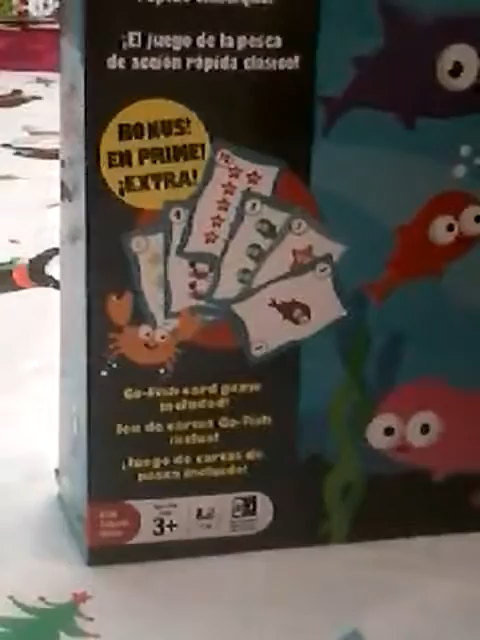 ¡El juego de la pesca
de acción rápida clásico!
BONUS!
EN PRIME!
¡EXTRA!
Go-Fish card game
included!
Jeu de cartes Go-Fish
inclus!
¡Juego de cartas de
pesca incluido!
3+